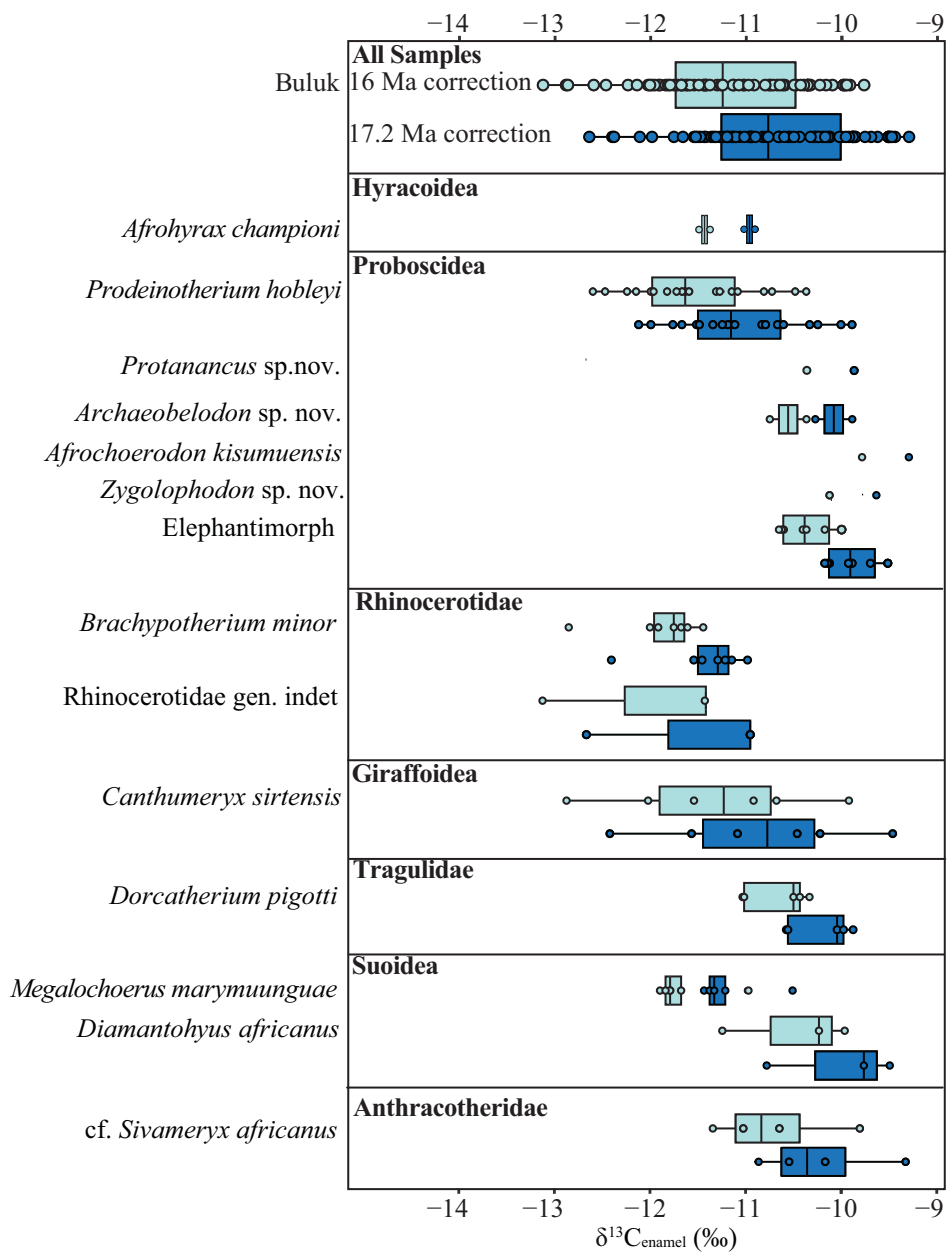 −14 −13 −12 −11 −10 −9
All Samples
Buluk 16 Ma correction
17.2 Ma correction
Hyracoidea
Afrohyrax championi
Proboscidea
Prodeinotherium hobleyi
Protanancus sp.nov.
Archaeobelodon sp. nov.
Afrochoerodon kisumuensis
Zygolophodon sp. nov.
Elephantimorph
Rhinocerotidae
Brachypotherium minor
Rhinocerotidae gen. indet
Giraffoidea
Canthumeryx sirtensis
Tragulidae
Dorcatherium pigotti
Suoidea
Megalochoerus marymuunguae
Diamantohyus africanus
Anthracotheridae
cf. Sivameryx africanus
−14 −13 −12 −11 −10 −9
δ¹³Cenamel (‰)